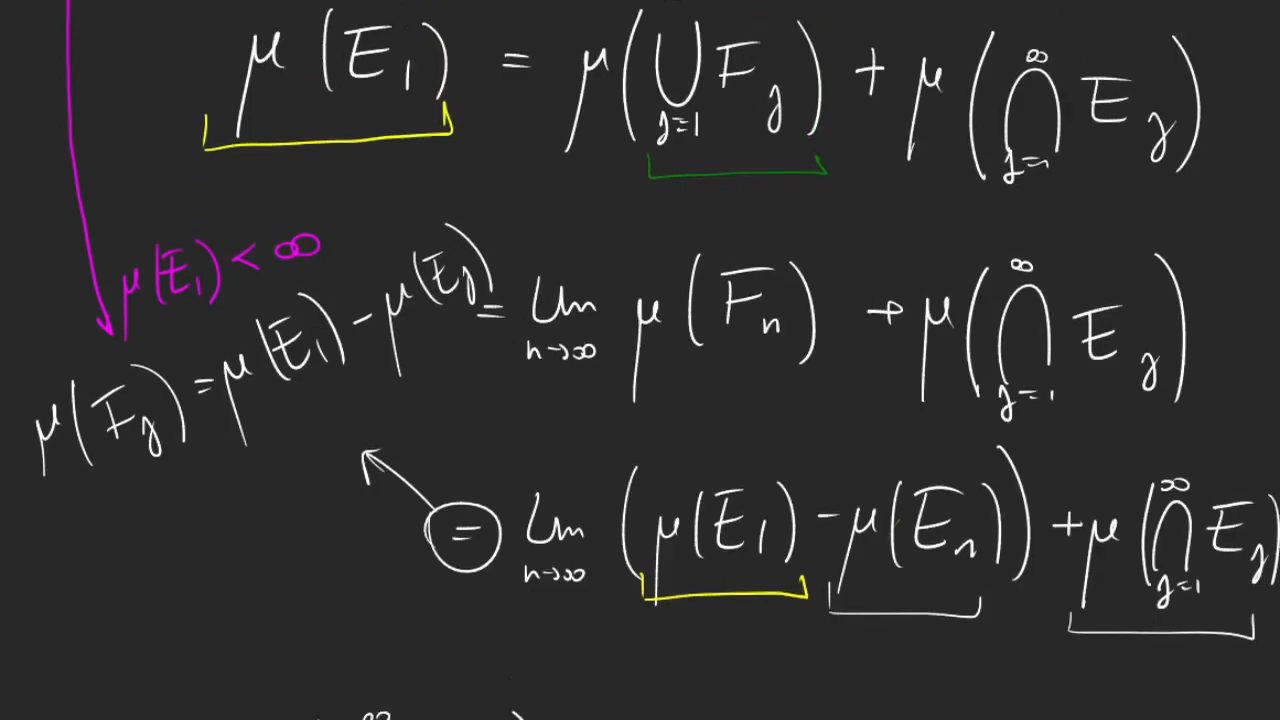 μ(E₁) = μ(⋃_{j=1} F_j) + μ(⋂_{j=1}^∞ E_j)
μ(E₁) < ∞
= lim_{n→∞} μ(F_n) + μ(⋂_{j=1}^∞ E_j)
μ(F_j) = μ(E₁) - μ(E_j)
= lim_{n→∞} (μ(E₁) - μ(E_n)) + μ(⋂_{j=1}^∞ E_j)